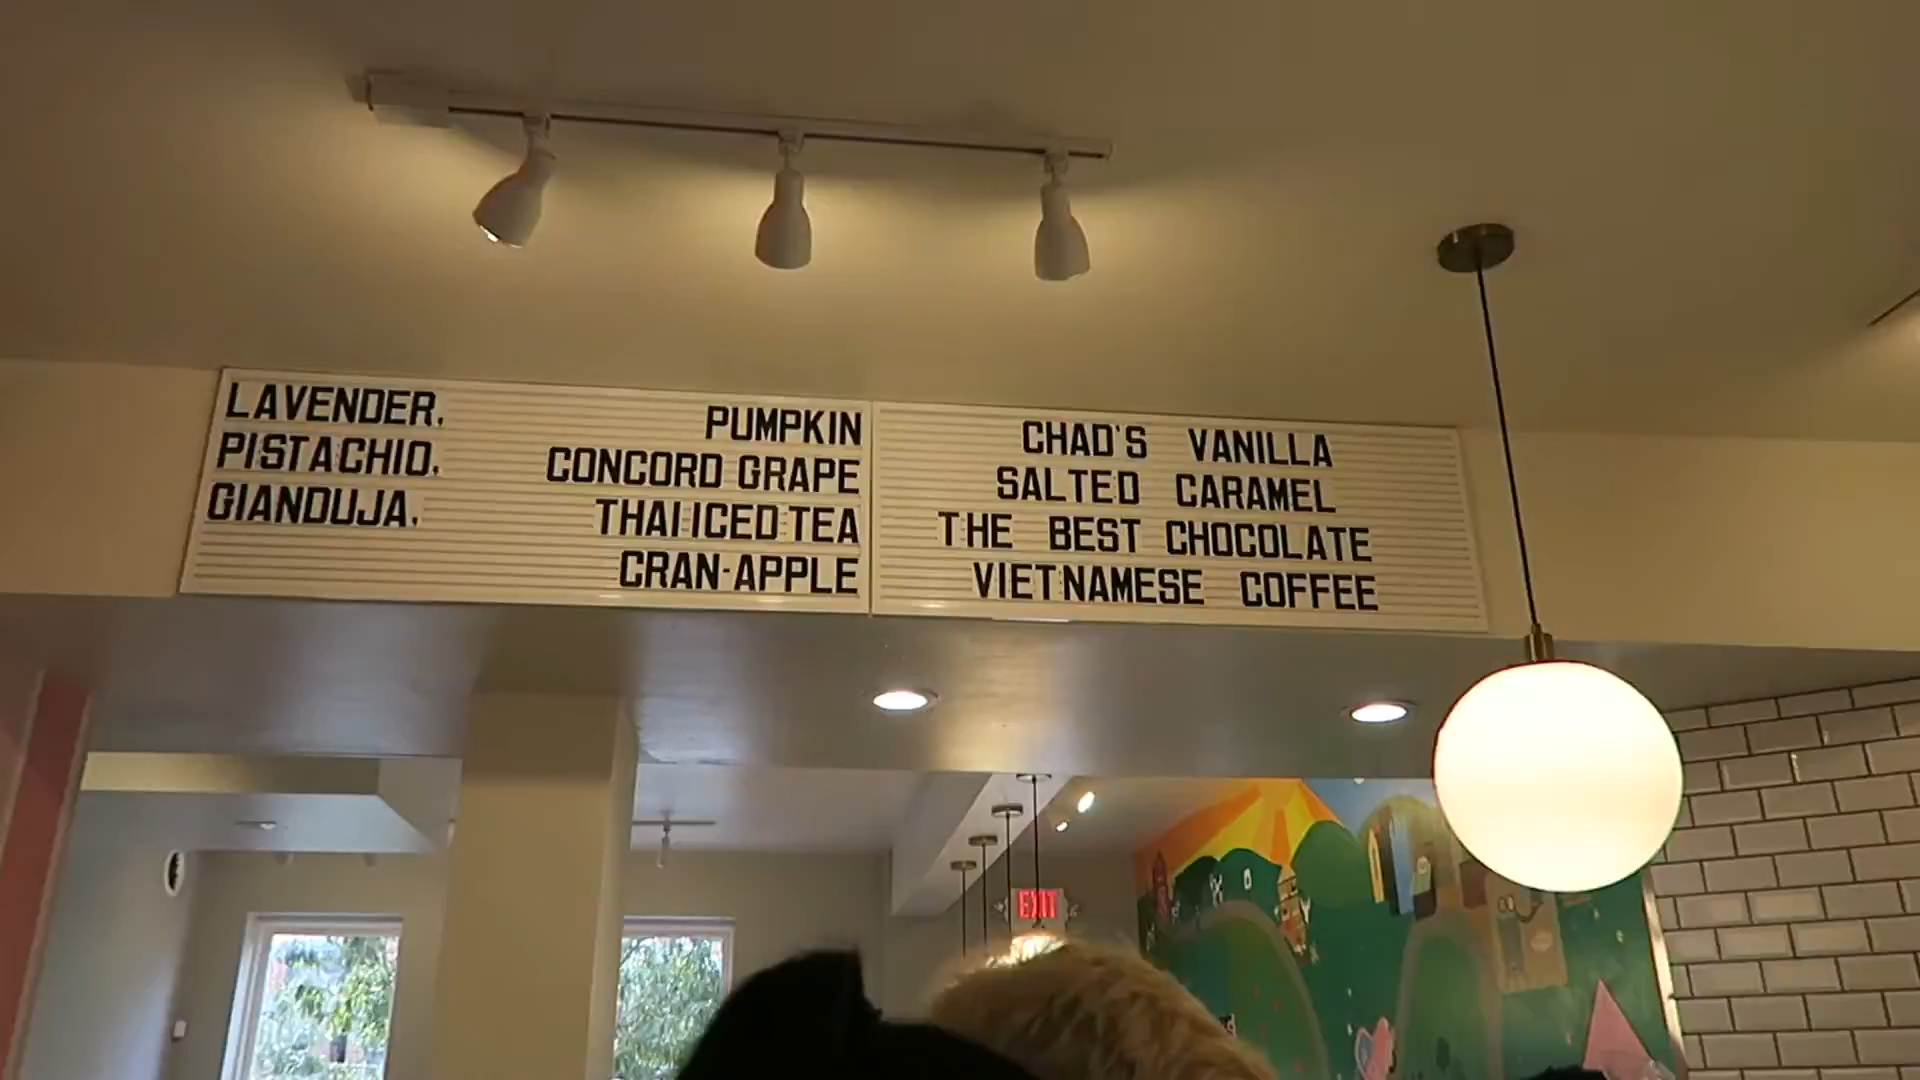 LAVENDER,
PISTACHIO,
GIANDUJA,
PUMPKIN
CONCORD GRAPE
THAI ICED TEA
CRAN-APPLE
CHAD'S VANILLA
SALTED CARAMEL
THE BEST CHOCOLATE
VIETNAMESE COFFEE
EXIT